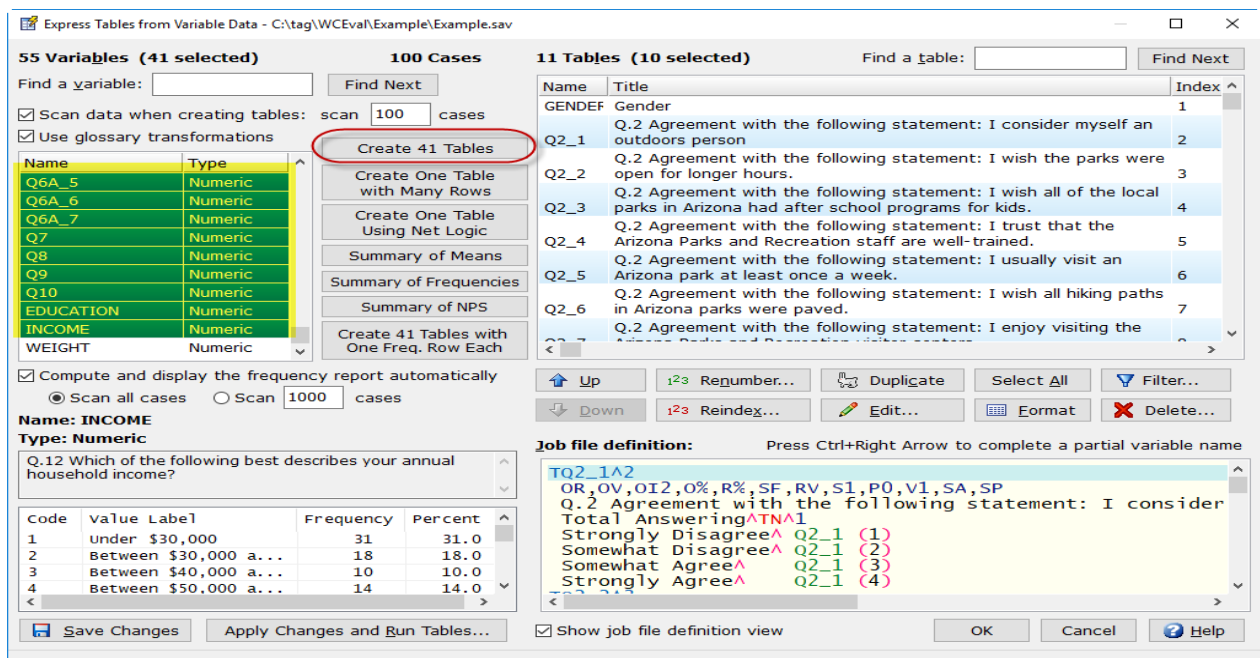 Express Tables from Variable Data - C:\tag\WCEval\Example\Example.sav
55 Variables (41 selected) 100 Cases
Find a variable: Find Next
Scan data when creating tables: scan 100 cases
Use glossary transformations
Name Type
Q6A_5 Numeric
Q6A_6 Numeric
Q6A_7 Numeric
Q7 Numeric
Q8 Numeric
Q9 Numeric
Q10 Numeric
EDUCATION Numeric
INCOME Numeric
WEIGHT Numeric
Create 41 Tables
Create One Table
with Many Rows
Create One Table
Using Net Logic
Summary of Means
Summary of Frequencies
Summary of NPS
Create 41 Tables with
One Freq. Row Each
Compute and display the frequency report automatically
Scan all cases Scan 1000 cases
Name: INCOME
Type: Numeric
Q.12 Which of the following best describes your annual
household income?
Code Value Label Frequency Percent
1 Under $30,000 31 31.0
2 Between $30,000 a... 18 18.0
3 Between $40,000 a... 10 10.0
4 Between $50,000 a... 14 14.0
Save Changes Apply Changes and Run Tables...
11 Tables (10 selected) Find a table: Find Next
Name Title Index
GENDER Gender 1
Q.2 Agreement with the following statement: I consider myself an
Q2_1 outdoors person 2
Q.2 Agreement with the following statement: I wish the parks were
Q2_2 open for longer hours. 3
Q.2 Agreement with the following statement: I wish all of the local
Q2_3 parks in Arizona had after school programs for kids. 4
Q.2 Agreement with the following statement: I trust that the
Q2_4 Arizona Parks and Recreation staff are well-trained. 5
Q.2 Agreement with the following statement: I usually visit an
Q2_5 Arizona park at least once a week. 6
Q.2 Agreement with the following statement: I wish all hiking paths
Q2_6 in Arizona parks were paved. 7
Q.2 Agreement with the following statement: I enjoy visiting the
Up 1²3 Renumber... Duplicate Select All Filter...
Down 1²3 Reindex... Edit... Format Delete...
Job file definition: Press Ctrl+Right Arrow to complete a partial variable name
TQ2_1^2
OR,OV,OI2,O%,R%,SF,RV,S1,P0,V1,SA,SP
Q.2 Agreement with the following statement: I consider
Total Answering^TN^1
Strongly Disagree^ Q2_1 (1)
Somewhat Disagree^ Q2_1 (2)
Somewhat Agree^ Q2_1 (3)
Strongly Agree^ Q2_1 (4)
Show job file definition view OK Cancel Help